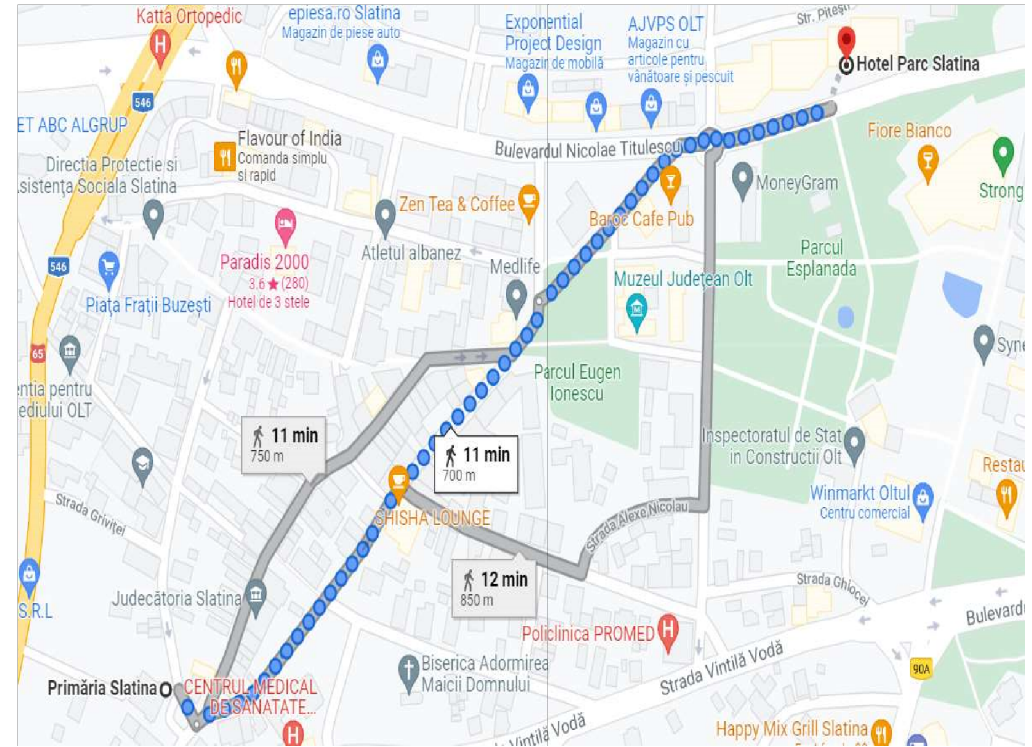 Katta Ortopedic
H
epiesa.ro Slatina
Magazin de piese auto
Exponential
Project Design
Magazin de mobilă
AJVPS OLT
Magazin cu
articole pentru
vânătoare și pescuit
Str. Pitești
Hotel Parc Slatina
546
ET ABC ALGRUP
Flavour of India
Comanda simplu
si rapid
Bulevardul Nicolae Titulescu
Fiore Bianco
Direcția Protectie si
Asistența Sociala Slatina
MoneyGram
Strong
Zen Tea & Coffee
Baroc Cafe Pub
Paradis 2000
3,6 ★ (280)
Hotel de 3 stele
Atletul albanez
Medlife
Parcul
Esplanada
546
Piața Frații Buzești
Muzeul Județean Olt
65
Syne
Parcul Eugen
Ionescu
enția pentru
ediului OLT
11 min
750 m
11 min
700 m
Inspectoratul de Stat
in Constructii Olt
Strada Griviței
SHISHA LOUNGE
Strada Alexe Nicolau
Winmarkt Oltul
Centru comercial
Restau
12 min
850 m
Strada Ghiocei
S.R.L
Judecătoria Slatina
Bulevardu
Policlinica PROMED
H
Biserica Adormirea
Maicii Domnului
Strada Vintilă Vodă
90A
Primăria Slatina
CENTRUL MEDICAL
DE SANATATE...
H
Vintilă Vodă
Happy Mix Grill Slatina